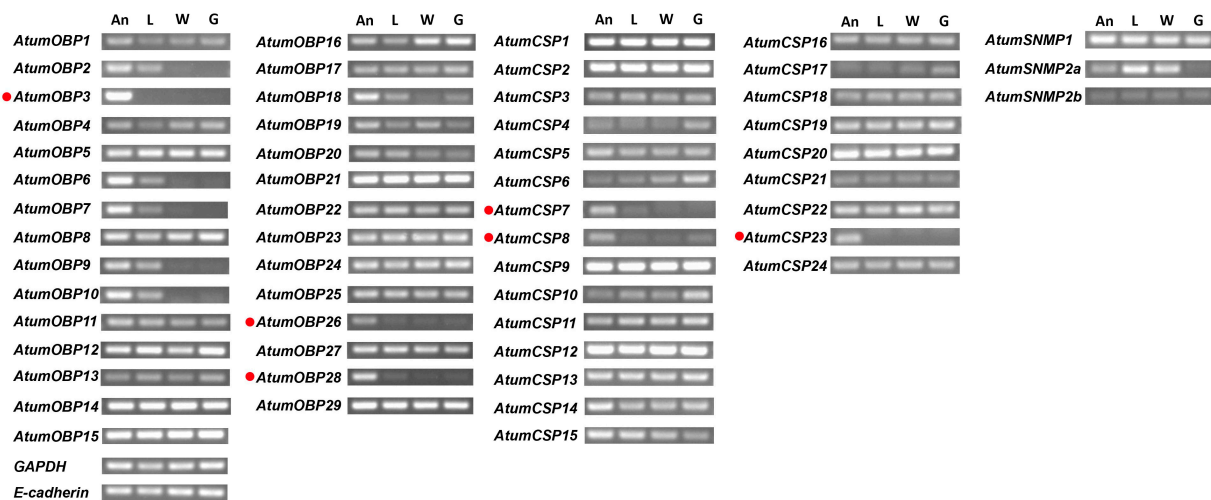 An L W G
AtumOBP1
AtumOBP2
AtumOBP3
AtumOBP4
AtumOBP5
AtumOBP6
AtumOBP7
AtumOBP8
AtumOBP9
AtumOBP10
AtumOBP11
AtumOBP12
AtumOBP13
AtumOBP14
AtumOBP15
GAPDH
E-cadherin
An L W G
AtumOBP16
AtumOBP17
AtumOBP18
AtumOBP19
AtumOBP20
AtumOBP21
AtumOBP22
AtumOBP23
AtumOBP24
AtumOBP25
AtumOBP26
AtumOBP27
AtumOBP28
AtumOBP29
An L W G
AtumCSP1
AtumCSP2
AtumCSP3
AtumCSP4
AtumCSP5
AtumCSP6
AtumCSP7
AtumCSP8
AtumCSP9
AtumCSP10
AtumCSP11
AtumCSP12
AtumCSP13
AtumCSP14
AtumCSP15
An L W G
AtumCSP16
AtumCSP17
AtumCSP18
AtumCSP19
AtumCSP20
AtumCSP21
AtumCSP22
AtumCSP23
AtumCSP24
An L W G
AtumSNMP1
AtumSNMP2a
AtumSNMP2b